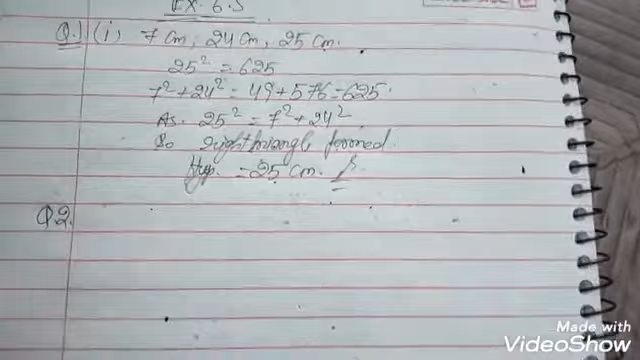 EX. 6.5
Q.1. (i) 7 cm, 24 cm, 25 cm.
25² = 625
7² + 24² = 49 + 576 = 625.
As. 25² = 7² + 24²
So right triangle formed.
Hyp. = 25 cm.
Q2.
Made with
VideoShow